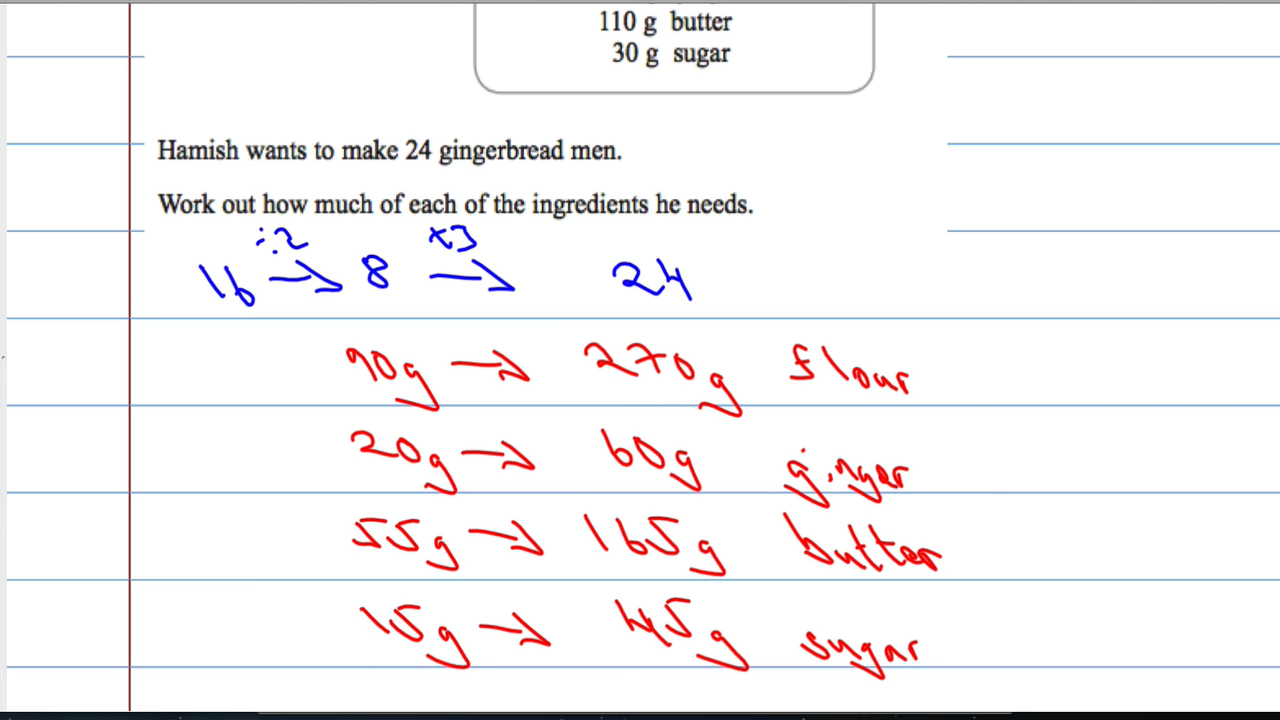 110 g butter
30 g sugar
Hamish wants to make 24 gingerbread men.
Work out how much of each of the ingredients he needs.
÷2 ×3
16 → 8 → 24
90g → 270g flour
20g → 60g ginger
55g → 165g butter
15g → 45g sugar